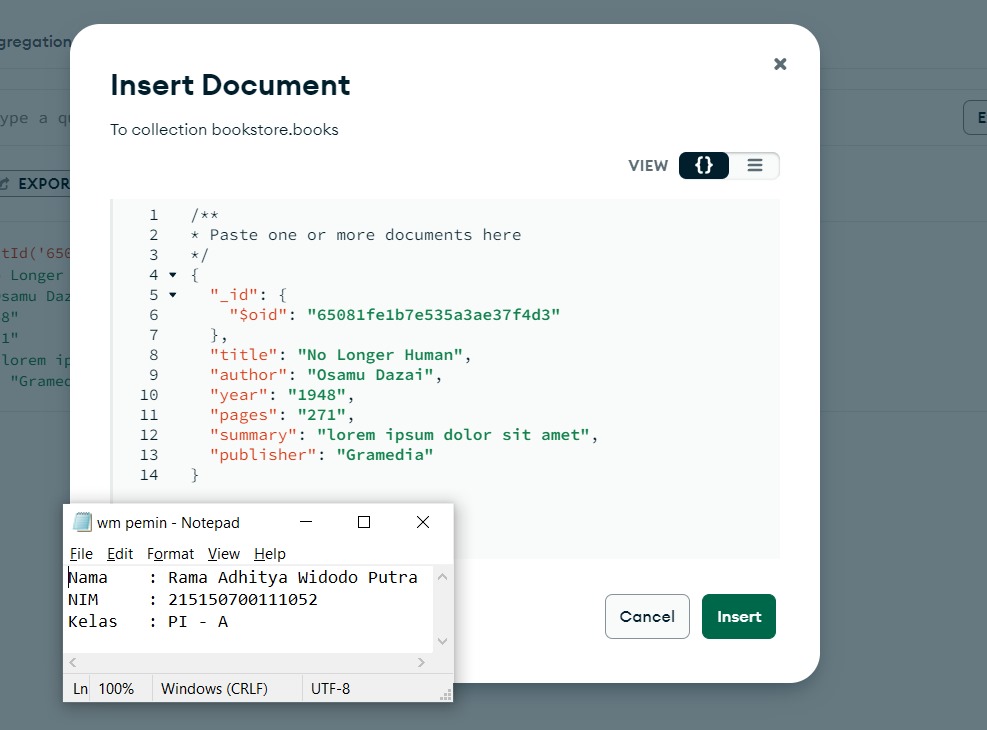 gregation
Insert Document
To collection bookstore.books
ype a q
VIEW {} ☰
EXPOR
1 /**
2 * Paste one or more documents here
3 */
4 {
5 "_id": {
6 "$oid": "65081fe1b7e535a3ae37f4d3"
7 },
8 "title": "No Longer Human",
9 "author": "Osamu Dazai",
10 "year": "1948",
11 "pages": "271",
12 "summary": "lorem ipsum dolor sit amet",
13 "publisher": "Gramedia"
14 }
tId('650
Longer
samu Daz
8"
1"
lorem ip
"Gramed
wm pemin - Notepad
File Edit Format View Help
Nama : Rama Adhitya Widodo Putra
NIM : 215150700111052
Kelas : PI - A
Ln 100% Windows (CRLF) UTF-8
Cancel Insert